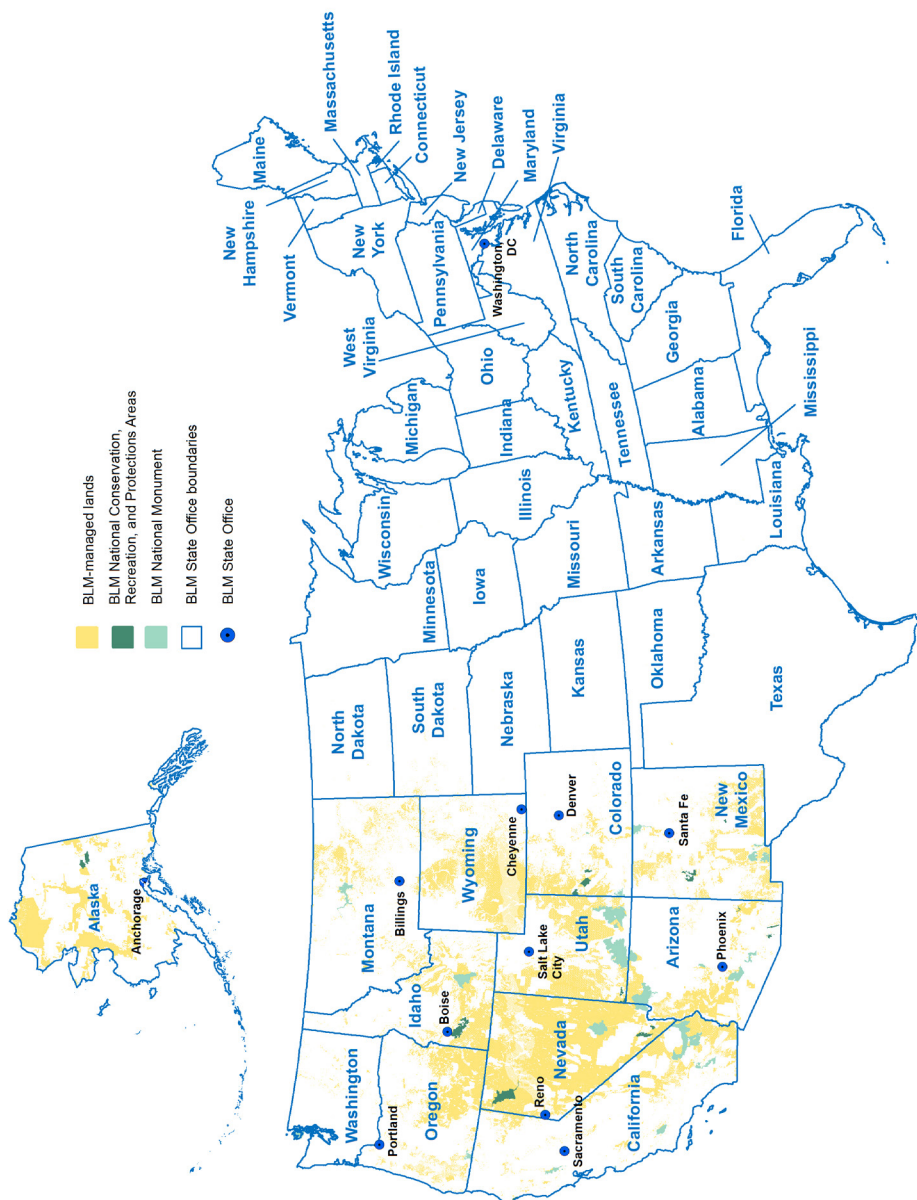 BLM-managed lands
BLM National Conservation,
Recreation, and Protections Areas
BLM National Monument
BLM State Office boundaries
BLM State Office
Alaska
Anchorage
Washington
Portland
Oregon
Idaho
Boise
Montana
Billings
North
Dakota
South
Dakota
Minnesota
Wisconsin
Michigan
Wyoming
Cheyenne
Nebraska
Iowa
Illinois
Indiana
Ohio
West
Virginia
Pennsylvania
New
York
Vermont
New
Hampshire
Maine
Massachusetts
Rhode Island
Connecticut
New Jersey
Delaware
Maryland
Virginia
Washington,
DC
Reno
Nevada
Sacramento
California
Salt Lake
City
Utah
Denver
Colorado
Kansas
Missouri
Kentucky
Tennessee
North
Carolina
South
Carolina
Arizona
Phoenix
Santa Fe
New
Mexico
Oklahoma
Texas
Arkansas
Louisiana
Mississippi
Alabama
Georgia
Florida